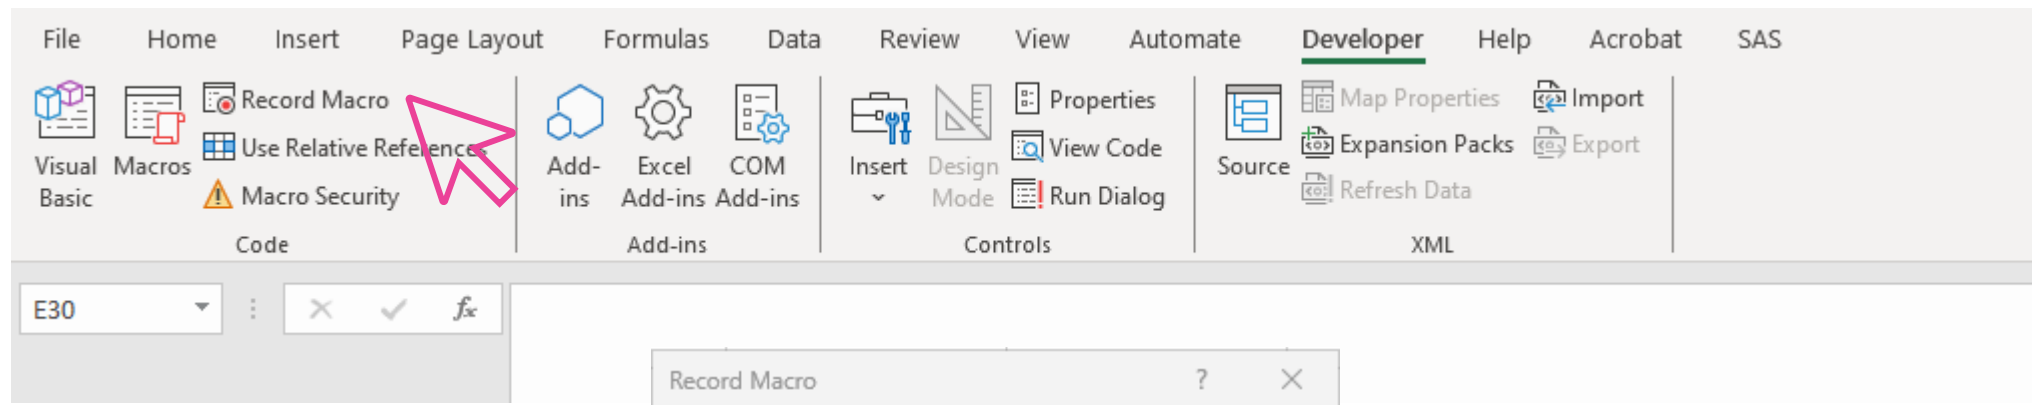 File Home Insert Page Layout Formulas Data Review View Automate Developer Help Acrobat SAS
Visual Basic
Macros
Record Macro
Use Relative References
Macro Security
Code
Add-ins
Excel Add-ins
COM Add-ins
Add-ins
Insert
Design Mode
Properties
View Code
Run Dialog
Controls
Source
Map Properties
Expansion Packs
Refresh Data
Import
Export
XML
E30
fx
Record Macro ?